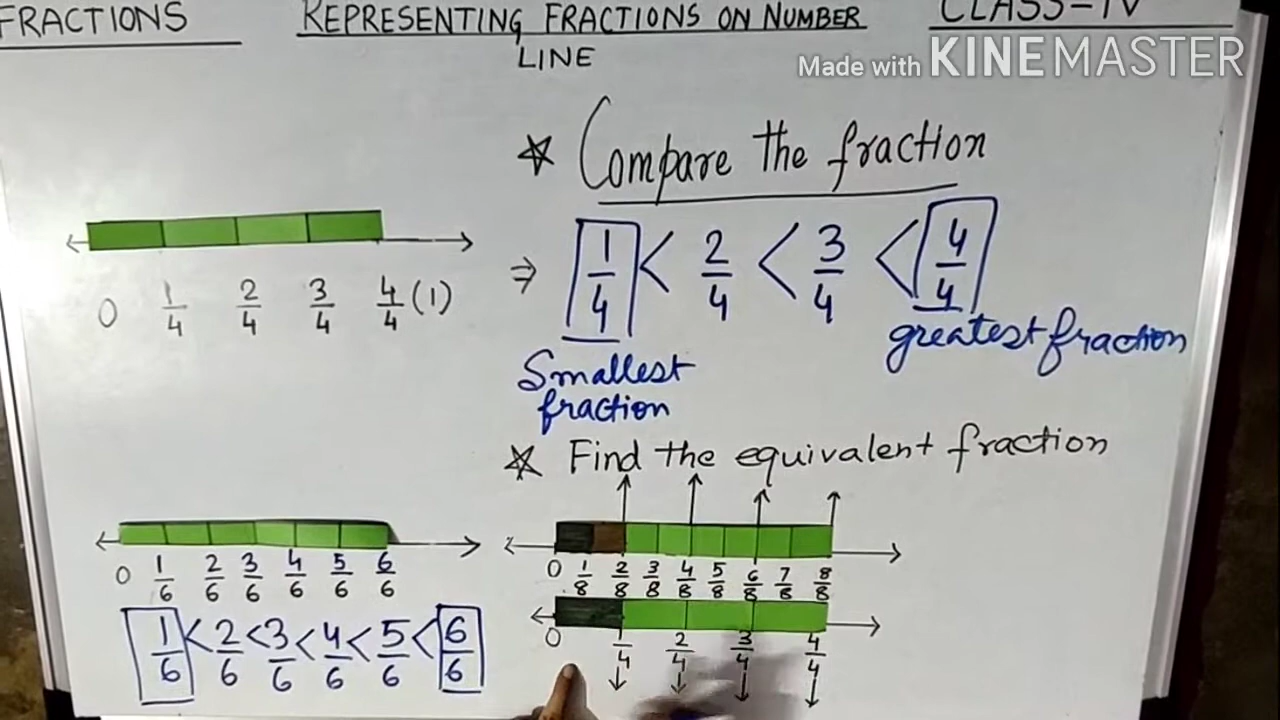 FRACTIONS
REPRESENTING FRACTIONS ON NUMBER
LINE
CLASS-IV
Made with KINEMASTER
☆ Compare the fraction
0 1/4 2/4 3/4 4/4 (1)
⇒ 1/4 < 2/4 < 3/4 < 4/4
Smallest
fraction
greatest fraction
☆ Find the equivalent fraction
0 1/6 2/6 3/6 4/6 5/6 6/6
1/6 < 2/6 < 3/6 < 4/6 < 5/6 < 6/6
0 1/8 2/8 3/8 4/8 5/8 6/8 7/8 8/8
0 1/4 2/4 3/4 4/4